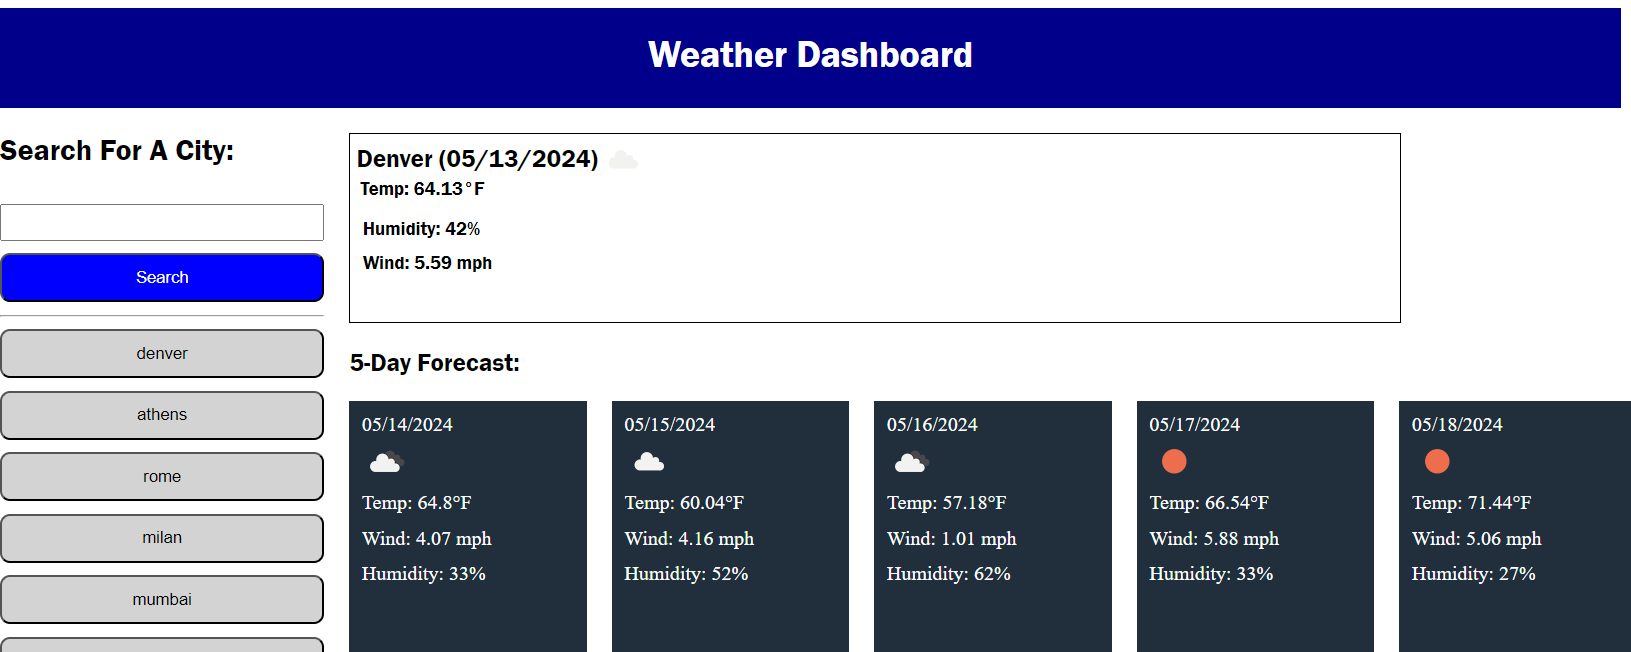 Weather Dashboard
Search For A City:
Search
denver
athens
rome
milan
mumbai
Denver (05/13/2024)
Temp: 64.13°F
Humidity: 42%
Wind: 5.59 mph
5-Day Forecast:
05/14/2024
Temp: 64.8°F
Wind: 4.07 mph
Humidity: 33%
05/15/2024
Temp: 60.04°F
Wind: 4.16 mph
Humidity: 52%
05/16/2024
Temp: 57.18°F
Wind: 1.01 mph
Humidity: 62%
05/17/2024
Temp: 66.54°F
Wind: 5.88 mph
Humidity: 33%
05/18/2024
Temp: 71.44°F
Wind: 5.06 mph
Humidity: 27%